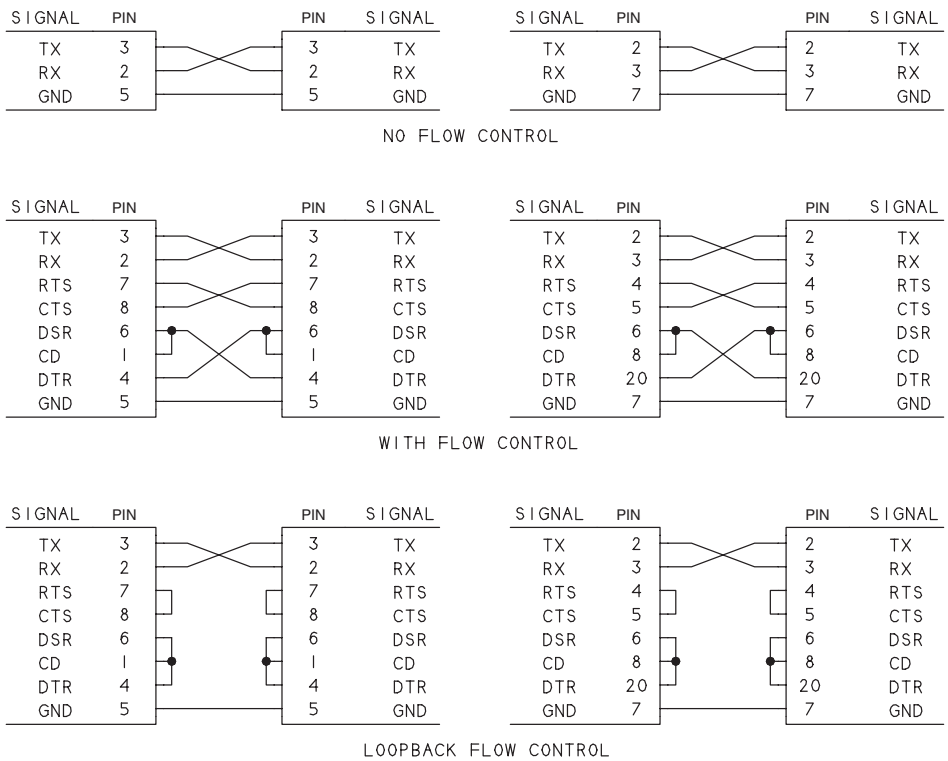 SIGNAL PIN PIN SIGNAL SIGNAL PIN PIN SIGNAL
TX 3 3 TX TX 2 2 TX
RX 2 2 RX RX 3 3 RX
GND 5 5 GND GND 7 7 GND
NO FLOW CONTROL
SIGNAL PIN PIN SIGNAL SIGNAL PIN PIN SIGNAL
TX 3 3 TX TX 2 2 TX
RX 2 2 RX RX 3 3 RX
RTS 7 7 RTS RTS 4 4 RTS
CTS 8 8 CTS CTS 5 5 CTS
DSR 6 6 DSR DSR 6 6 DSR
CD 1 1 CD CD 8 8 CD
DTR 4 4 DTR DTR 20 20 DTR
GND 5 5 GND GND 7 7 GND
WITH FLOW CONTROL
SIGNAL PIN PIN SIGNAL SIGNAL PIN PIN SIGNAL
TX 3 3 TX TX 2 2 TX
RX 2 2 RX RX 3 3 RX
RTS 7 7 RTS RTS 4 4 RTS
CTS 8 8 CTS CTS 5 5 CTS
DSR 6 6 DSR DSR 6 6 DSR
CD 1 1 CD CD 8 8 CD
DTR 4 4 DTR DTR 20 20 DTR
GND 5 5 GND GND 7 7 GND
LOOPBACK FLOW CONTROL